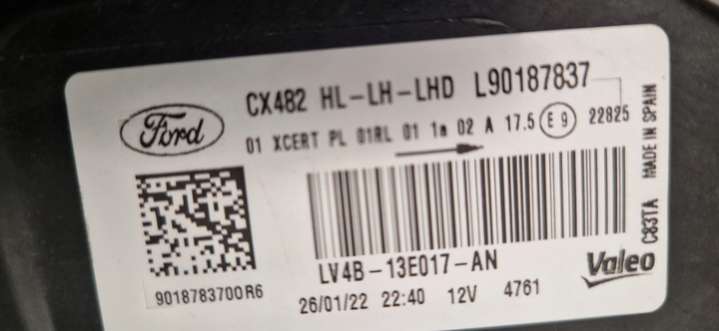 Ford
CX482 HL-LH-LHD L90187837
01 XCERT PL 01RL 01 1a 02 A 17.5 E 9 22825
LV4B-13E017-AN
9018783700R6
26/01/22 22:40 12V 4761
Valeo
C83TA MADE IN SPAIN